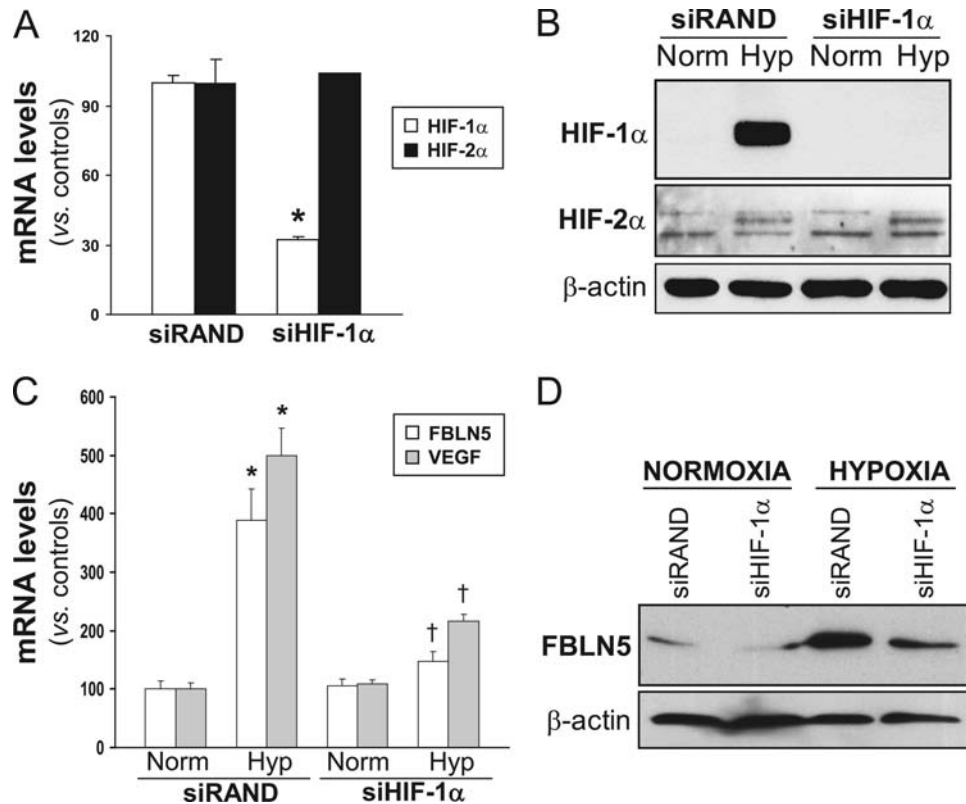 A
mRNA levels
(vs. controls)
120
90
60
30
0
*
HIF-1α
HIF-2α
siRAND
siHIF-1α
B
siRAND
siHIF-1α
Norm
Hyp
Norm
Hyp
HIF-1α
HIF-2α
β-actin
C
mRNA levels
(vs. controls)
600
500
400
300
200
100
0
*
*
†
†
FBLN5
VEGF
Norm
Hyp
Norm
Hyp
siRAND
siHIF-1α
D
NORMOXIA
HYPOXIA
siRAND
siHIF-1α
siRAND
siHIF-1α
FBLN5
β-actin